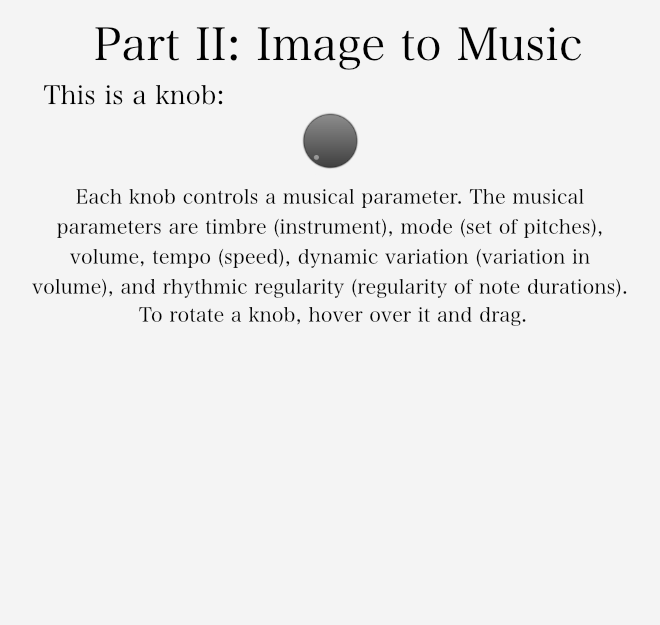 Part II: Image to Music
This is a knob:
Each knob controls a musical parameter. The musical
parameters are timbre (instrument), mode (set of pitches),
volume, tempo (speed), dynamic variation (variation in
volume), and rhythmic regularity (regularity of note durations).
To rotate a knob, hover over it and drag.